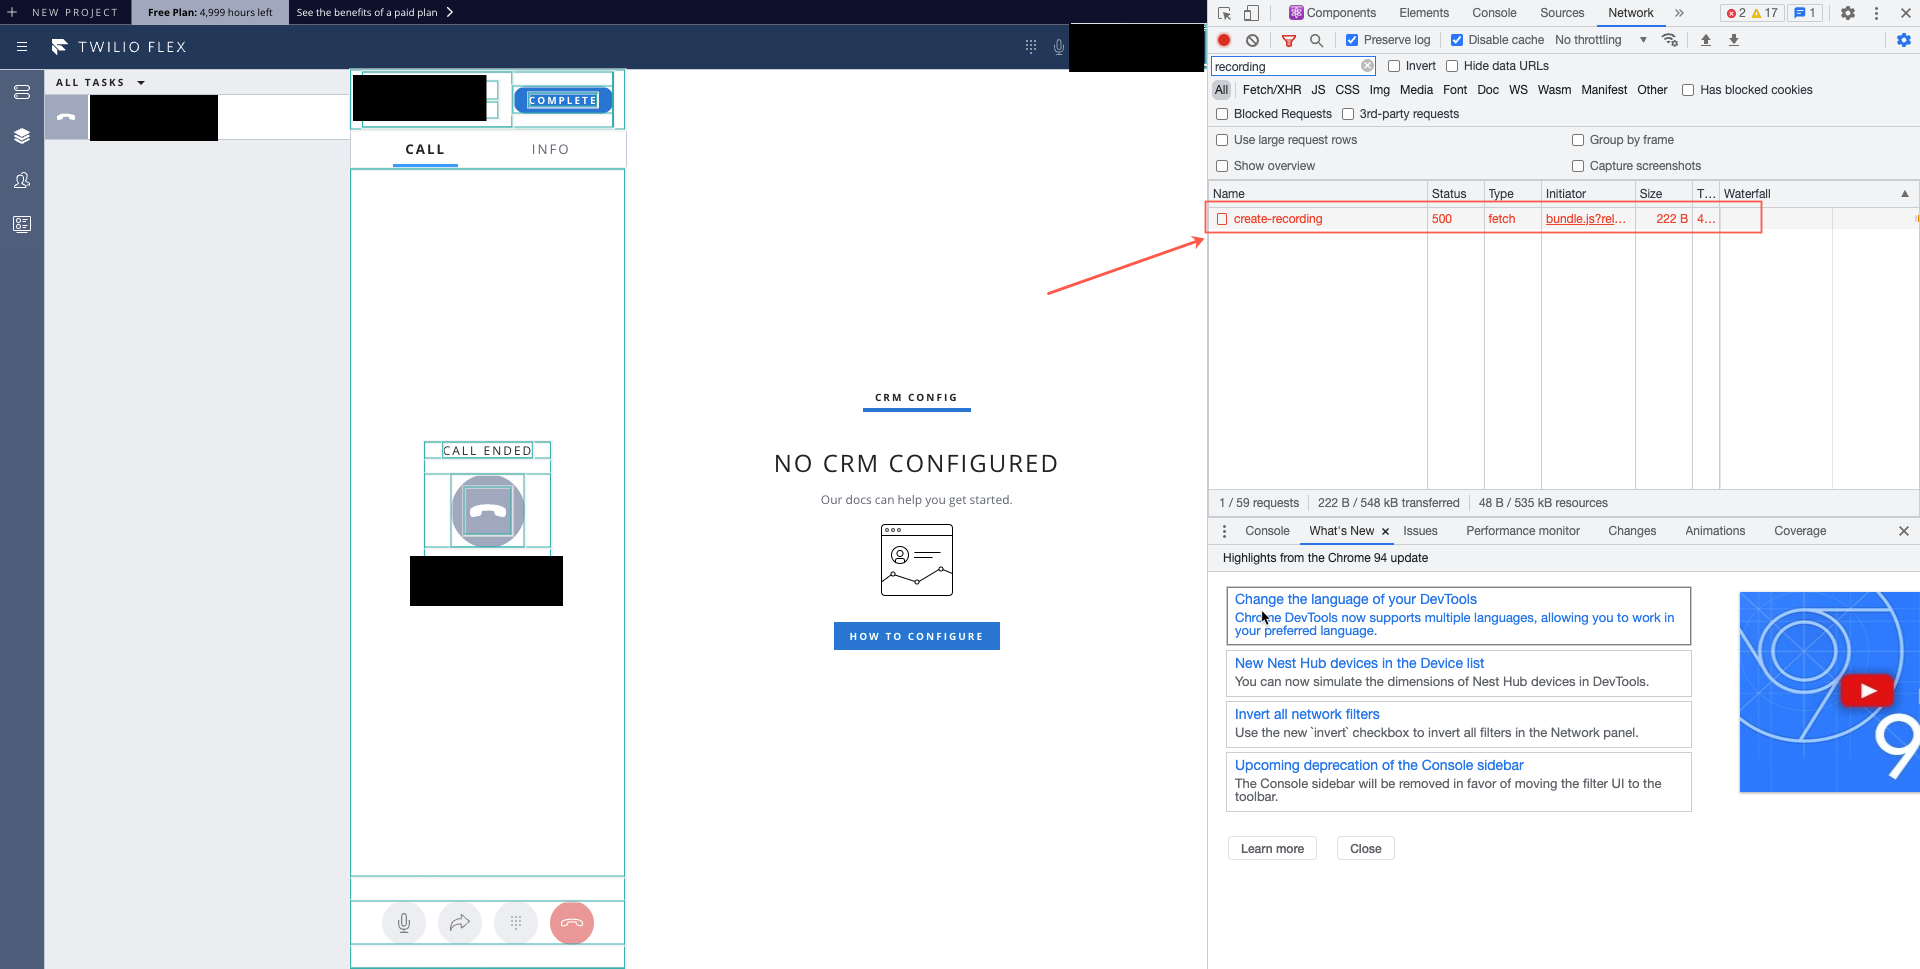 NEW PROJECT
Free Plan: 4,999 hours left
See the benefits of a paid plan
TWILIO FLEX
ALL TASKS
COMPLETE
CALL
INFO
CALL ENDED
CRM CONFIG
NO CRM CONFIGURED
Our docs can help you get started.
HOW TO CONFIGURE
Components
Elements
Console
Sources
Network
2
17
1
Preserve log
Disable cache
No throttling
recording
Invert
Hide data URLs
All
Fetch/XHR
JS
CSS
Img
Media
Font
Doc
WS
Wasm
Manifest
Other
Has blocked cookies
Blocked Requests
3rd-party requests
Use large request rows
Group by frame
Show overview
Capture screenshots
Name
Status
Type
Initiator
Size
T...
Waterfall
create-recording
500
fetch
bundle.js?rel...
222 B
4...
1 / 59 requests
222 B / 548 kB transferred
48 B / 535 kB resources
Console
What's New
Issues
Performance monitor
Changes
Animations
Coverage
Highlights from the Chrome 94 update
Change the language of your DevTools
Chrome DevTools now supports multiple languages, allowing you to work in
your preferred language.
New Nest Hub devices in the Device list
You can now simulate the dimensions of Nest Hub devices in DevTools.
Invert all network filters
Use the new `invert` checkbox to invert all filters in the Network panel.
Upcoming deprecation of the Console sidebar
The Console sidebar will be removed in favor of moving the filter UI to the
toolbar.
Learn more
Close
9